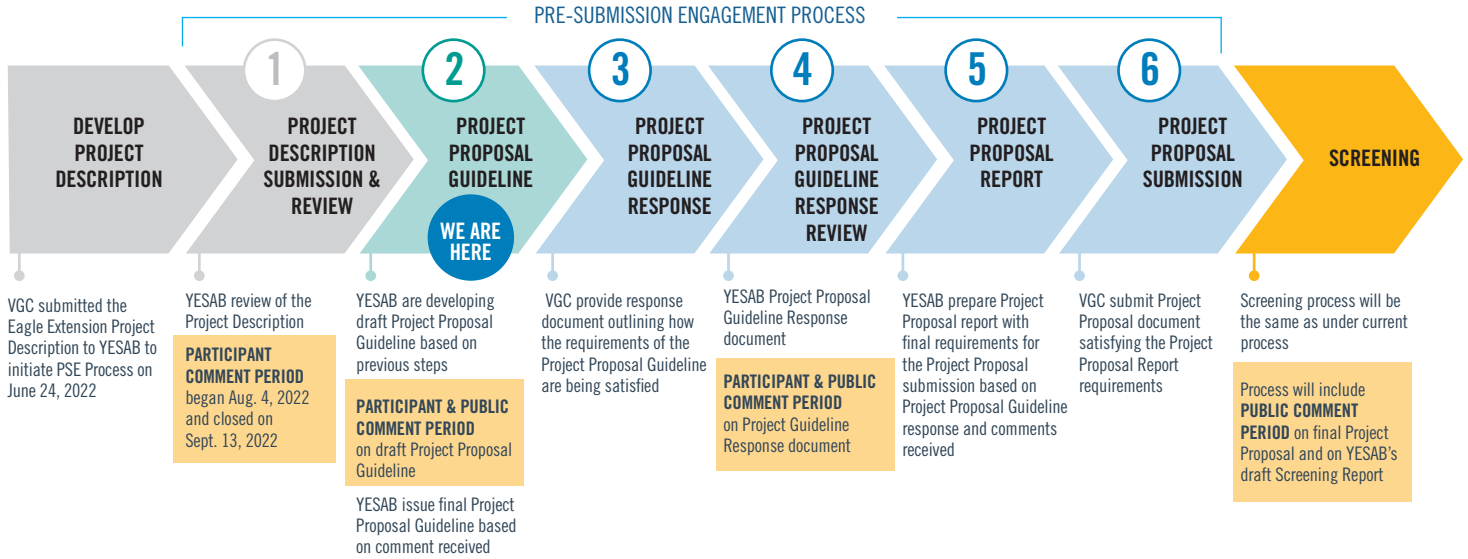 PRE-SUBMISSION ENGAGEMENT PROCESS
DEVELOP
PROJECT
DESCRIPTION
VGC submitted the
Eagle Extension Project
Description to YESAB to
initiate PSE Process on
June 24, 2022
1
PROJECT
DESCRIPTION
SUBMISSION &
REVIEW
YESAB review of the
Project Description
PARTICIPANT
COMMENT PERIOD
began Aug. 4, 2022
and closed on
Sept. 13, 2022
2
PROJECT
PROPOSAL
GUIDELINE
WE ARE
HERE
YESAB are developing
draft Project Proposal
Guideline based on
previous steps
PARTICIPANT & PUBLIC
COMMENT PERIOD
on draft Project Proposal
Guideline
YESAB issue final Project
Proposal Guideline based
on comment received
3
PROJECT
PROPOSAL
GUIDELINE
RESPONSE
VGC provide response
document outlining how
the requirements of the
Project Proposal Guideline
are being satisfied
4
PROJECT
PROPOSAL
GUIDELINE
RESPONSE
REVIEW
YESAB Project Proposal
Guideline Response
document
PARTICIPANT & PUBLIC
COMMENT PERIOD
on Project Guideline
Response document
5
PROJECT
PROPOSAL
REPORT
YESAB prepare Project
Proposal report with
final requirements for
the Project Proposal
submission based on
Project Proposal Guideline
response and comments
received
6
PROJECT
PROPOSAL
SUBMISSION
VGC submit Project
Proposal document
satisfying the Project
Proposal Report
requirements
SCREENING
Screening process will be
the same as under current
process
Process will include
PUBLIC COMMENT
PERIOD on final Project
Proposal and on YESAB's
draft Screening Report